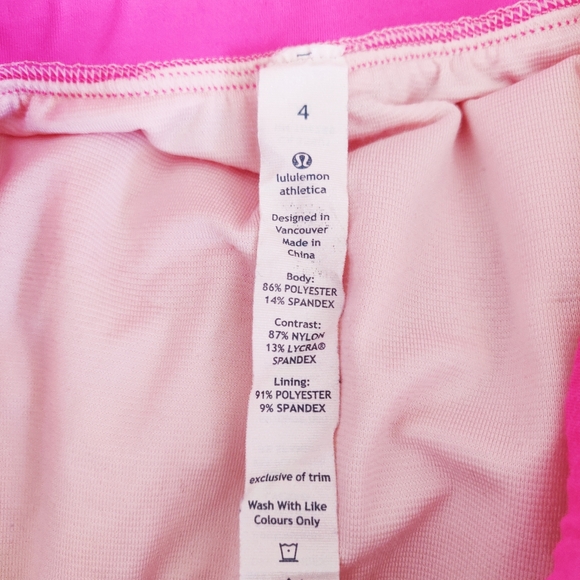 4
lululemon
athletica
Designed in
Vancouver
Made in
China
Body:
86% POLYESTER
14% SPANDEX
Contrast:
87% NYLON
13% LYCRA®
SPANDEX
Lining:
91% POLYESTER
9% SPANDEX
exclusive of trim
Wash With Like
Colours Only